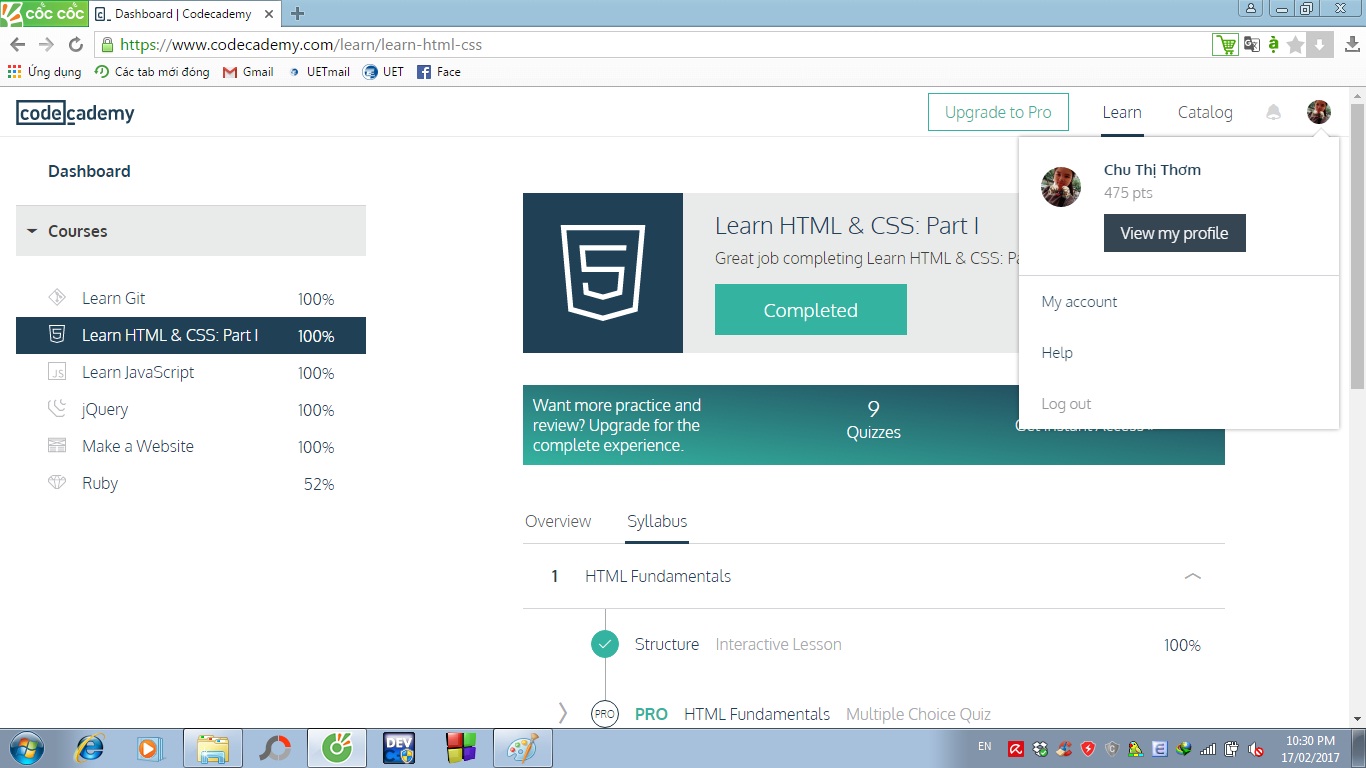 cốc cốc
Dashboard | Codecademy
https://www.codecademy.com/learn/learn-html-css
Ứng dụng
Các tab mới đóng
Gmail
UETmail
UET
Face
codecademy
Upgrade to Pro
Learn
Catalog
Chu Thị Thơm
475 pts
View my profile
My account
Help
Log out
Dashboard
Courses
Learn Git 100%
Learn HTML & CSS: Part I 100%
JS Learn JavaScript 100%
jQuery 100%
Make a Website 100%
Ruby 52%
Learn HTML & CSS: Part I
Great job completing Learn HTML & CSS: Pa
Completed
Want more practice and
review? Upgrade for the
complete experience.
9
Quizzes
Get Instant Access
Overview
Syllabus
1 HTML Fundamentals
Structure Interactive Lesson 100%
PRO PRO HTML Fundamentals Multiple Choice Quiz
DEV
EN
10:30 PM
17/02/2017